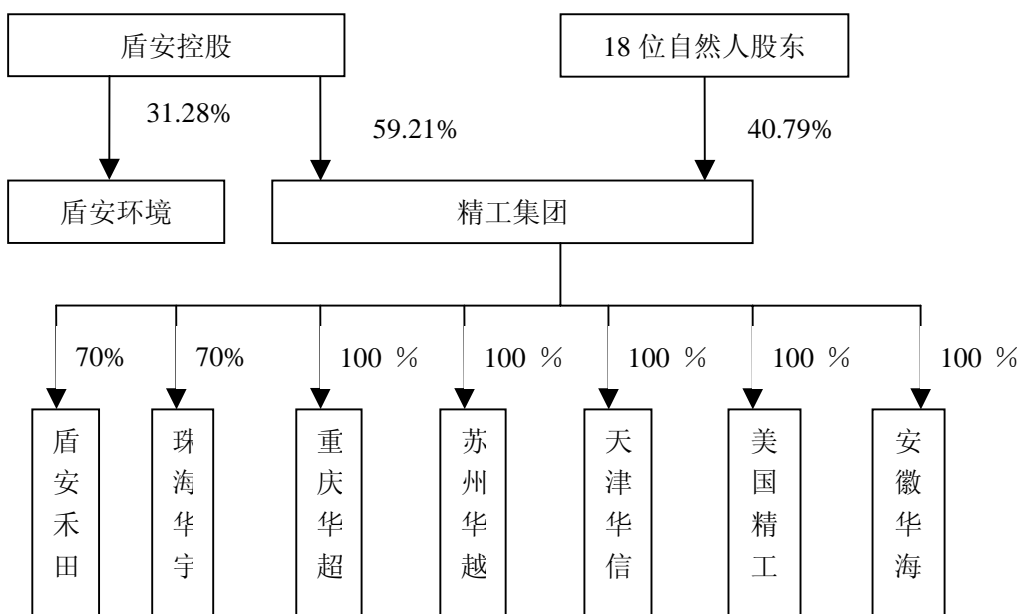 盾安控股
18 位自然人股东
31.28%
59.21%
40.79%
盾安环境
精工集团
70%
70%
100 %
100 %
100 %
100 %
100 %
盾安禾田
珠海华宇
重庆华超
苏州华越
天津华信
美国精工
安徽华海